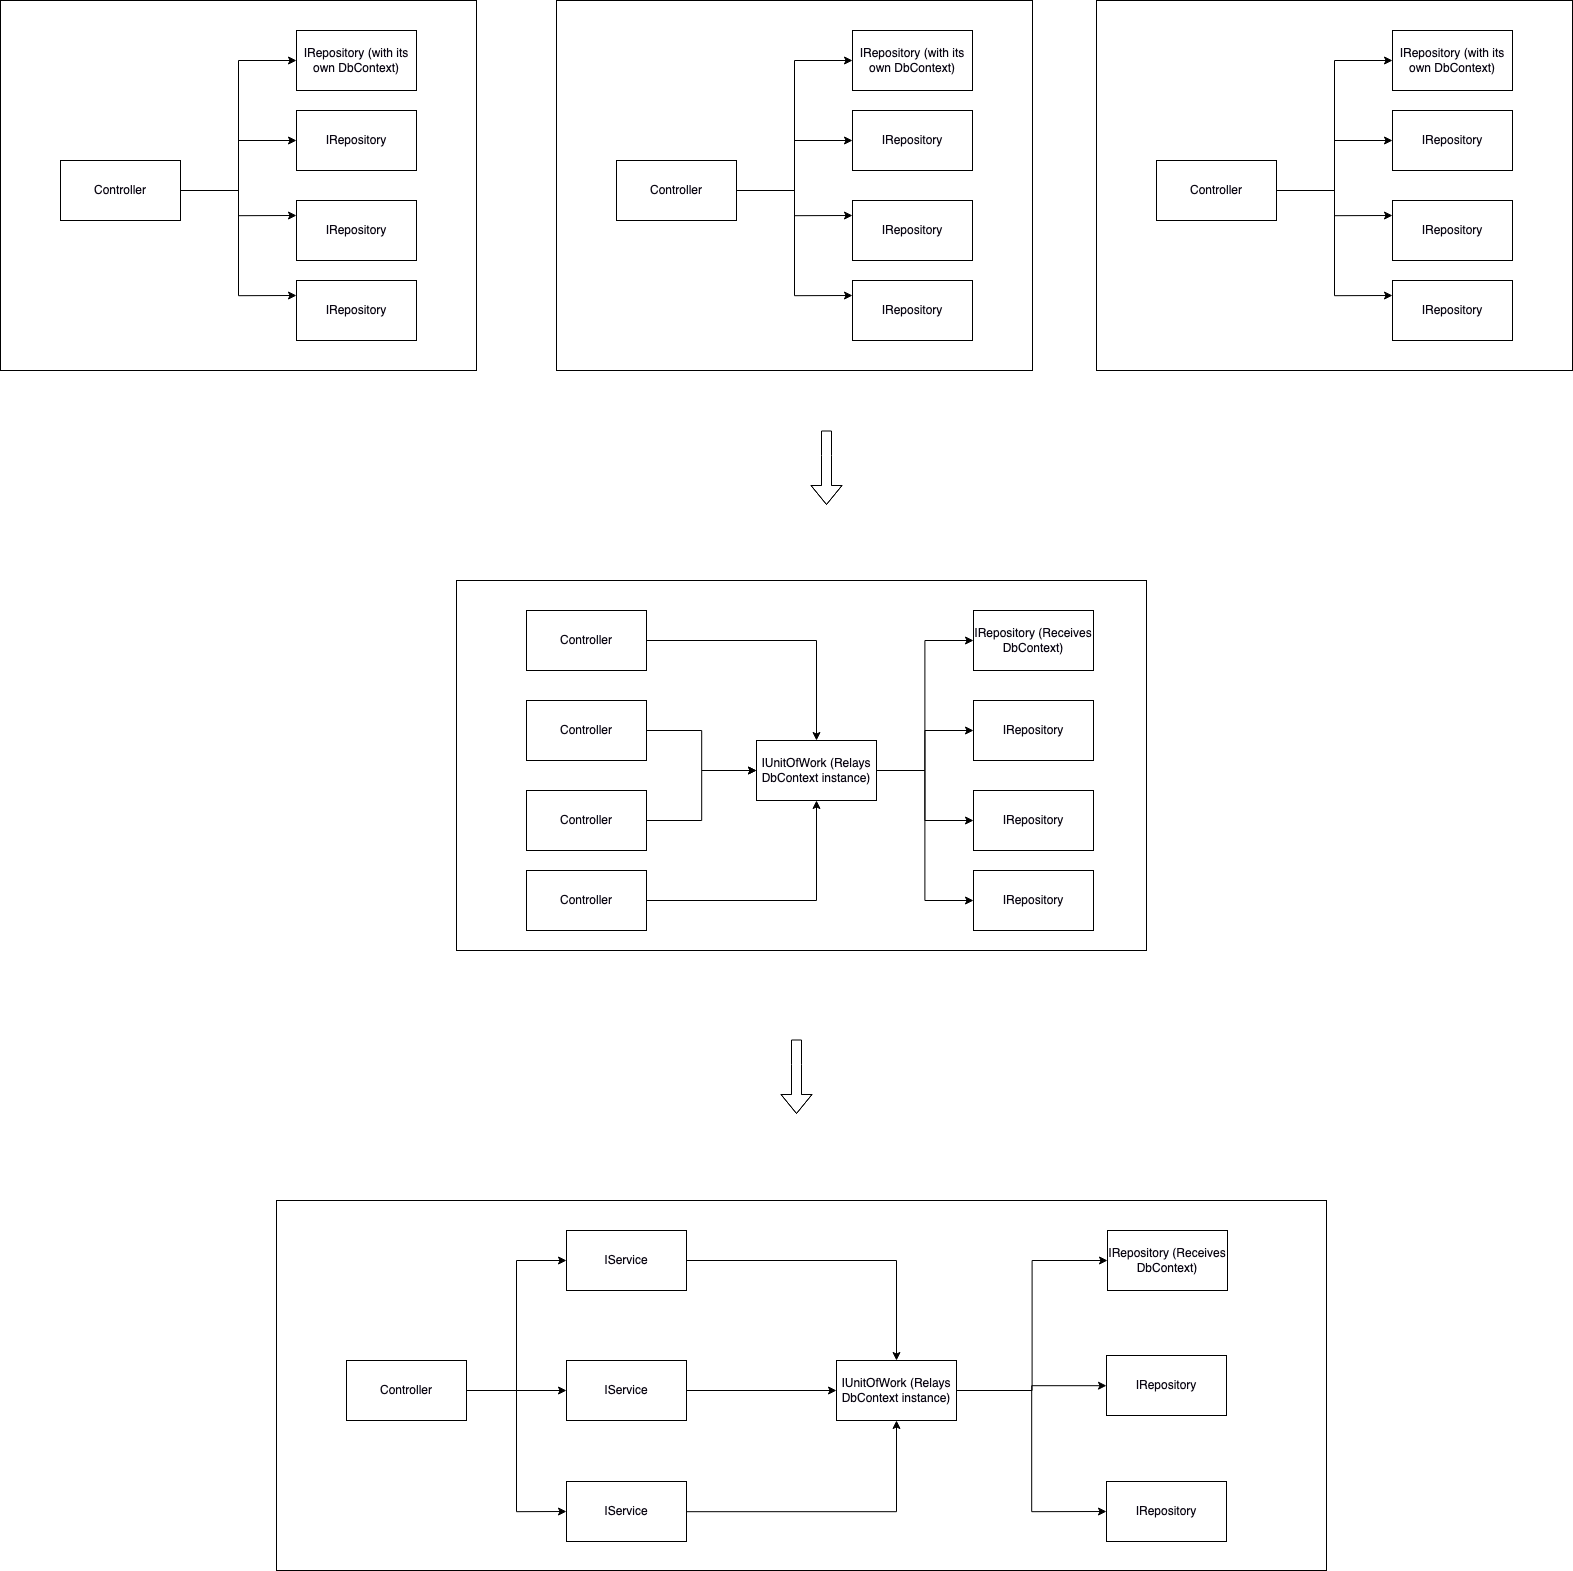 IRepository (with its
own DbContext)
IRepository
Controller
IRepository
IRepository
IRepository (with its
own DbContext)
IRepository
Controller
IRepository
IRepository
IRepository (with its
own DbContext)
IRepository
Controller
IRepository
IRepository
Controller
Controller
Controller
Controller
IUnitOfWork (Relays
DbContext instance)
IRepository (Receives
DbContext)
IRepository
IRepository
IRepository
Controller
IService
IService
IService
IUnitOfWork (Relays
DbContext instance)
IRepository (Receives
DbContext)
IRepository
IRepository